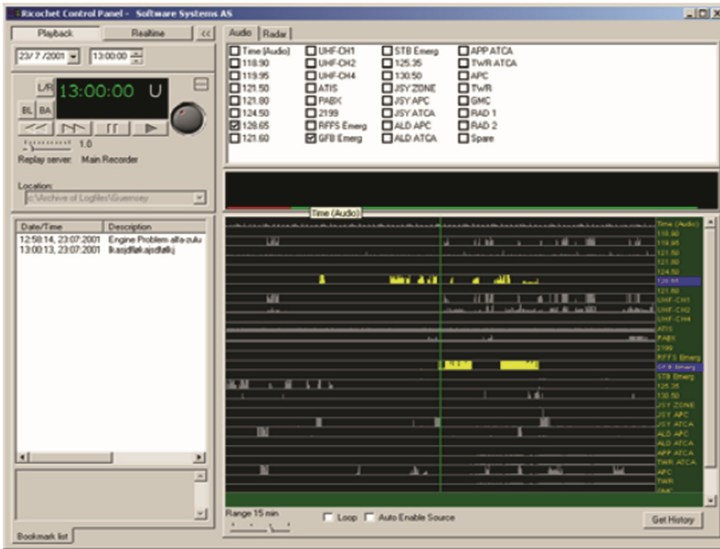 Ricochet Control Panel - Software Systems AS
Playback Realtime <<
23/ 7 /2001 13:00:00
L/R 13:00:00 U
BL BA
<< ▷▷ II ▶
1.0
Replay server: Main Recorder
Location:
c:\Archive of Logfiles\Guernsey
Date/Time Description
12:58:14, 23:07:2001 Engine Problem alfa-zulu
13:00:13, 23:07:2001
Bookmark list
Audio Radar
Time (Audio) UHF-CH1 STB Emerg APP ATCA
118.90 UHF-CH2 125.35 TWR ATCA
119.95 UHF-CH4 130.50 APC
121.50 ATIS JSY ZONE TWR
121.80 PABX JSY APC GMC
124.50 2199 JSY ATCA RAD 1
128.65 RFFS Emerg ALD APC RAD 2
121.60 GFB Emerg ALD ATCA Spare
Time (Audio)
Time (Audio)
118.90
119.95
121.50
121.80
124.50
128.65
121.60
UHF-CH1
UHF-CH2
UHF-CH4
ATIS
PABX
2199
RFFS Emerg
GFB Emerg
STB Emerg
125.35
130.50
JSY ZONE
JSY APC
JSY ATCA
ALD APC
ALD ATCA
APP ATCA
TWR ATCA
APC
TWR
GMC
Range 15 min Loop Auto Enable Source Get History